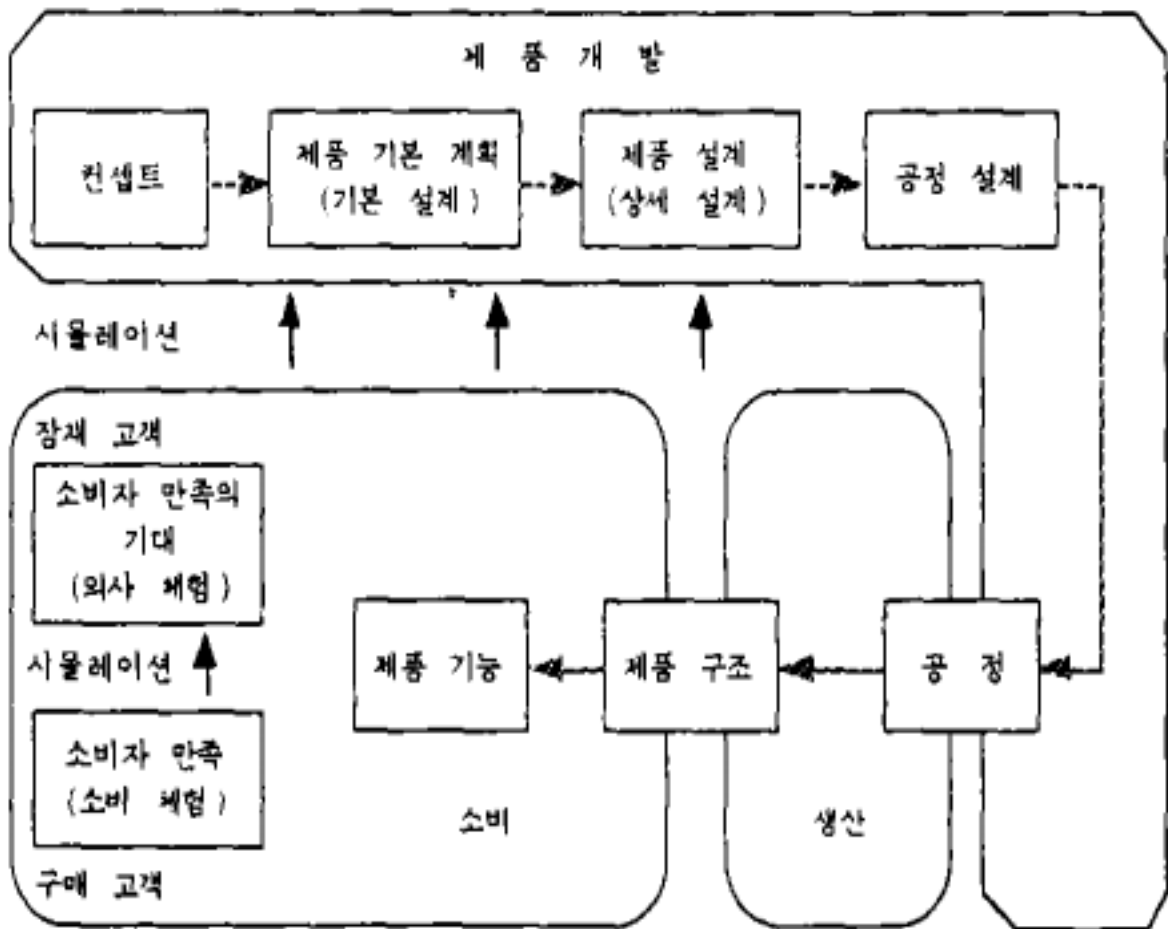 제 품 개 발
컨셉트
제품 기본 계획
(기본 설계)
제품 설계
(상세 설계)
공정 설계
시뮬레이션
잠재 고객
소비자 만족의
기대
(의사 체험)
시뮬레이션
소비자 만족
(소비 체험)
구매 고객
제품 기능
제품 구조
공 정
소비
생산